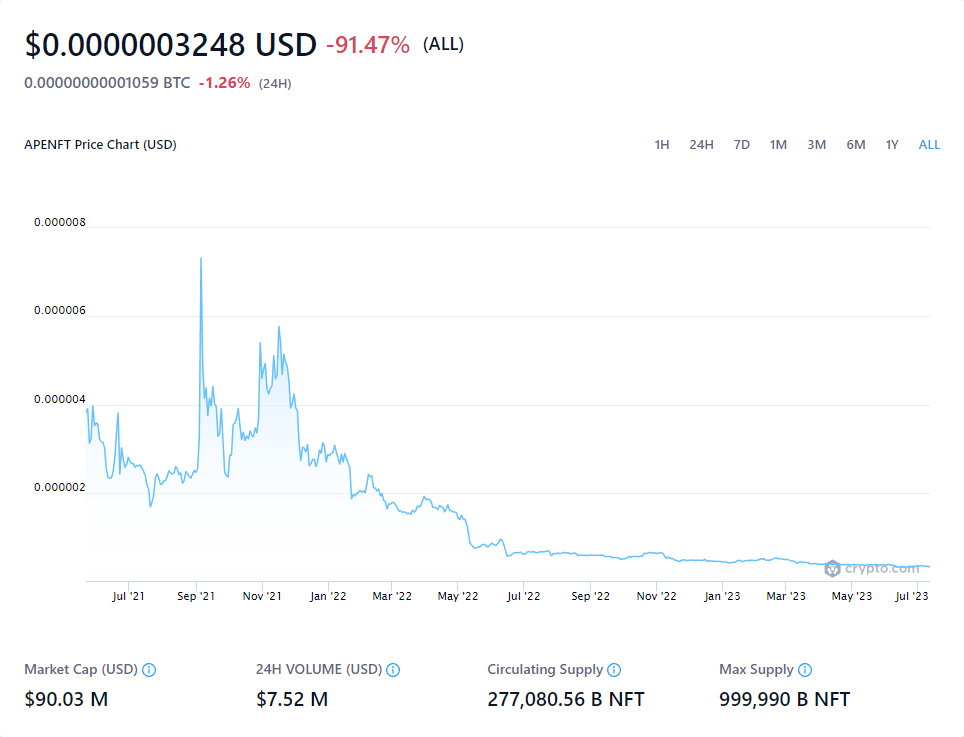 $0.0000003248 USD -91.47% (ALL)
0.00000000001059 BTC -1.26% (24H)
APENFT Price Chart (USD) 1H 24H 7D 1M 3M 6M 1Y ALL
0.000008
0.000006
0.000004
0.000002
crypto.com
Jul '21 Sep '21 Nov '21 Jan '22 Mar '22 May '22 Jul '22 Sep '22 Nov '22 Jan '23 Mar '23 May '23 Jul '23
Market Cap (USD) 24H VOLUME (USD) Circulating Supply Max Supply
$90.03 M $7.52 M 277,080.56 B NFT 999,990 B NFT